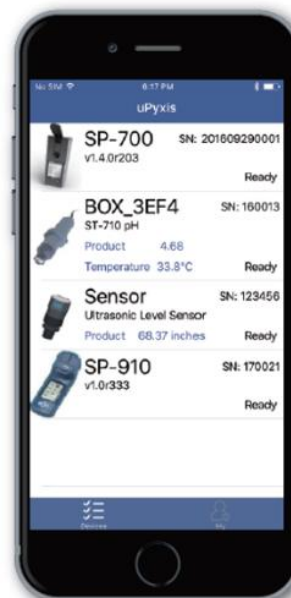 No SIM 6:17 PM
uPyxis
SP-700 SN: 201609290001
v1.4.0r203
Ready
BOX_3EF4 SN: 160013
ST-710 pH
Product 4.68
Temperature 33.8°C Ready
Sensor SN: 123456
Ultrasonic Level Sensor
Product 68.37 inches Ready
SP-910 SN: 170021
v1.0r333
Ready
Devices My